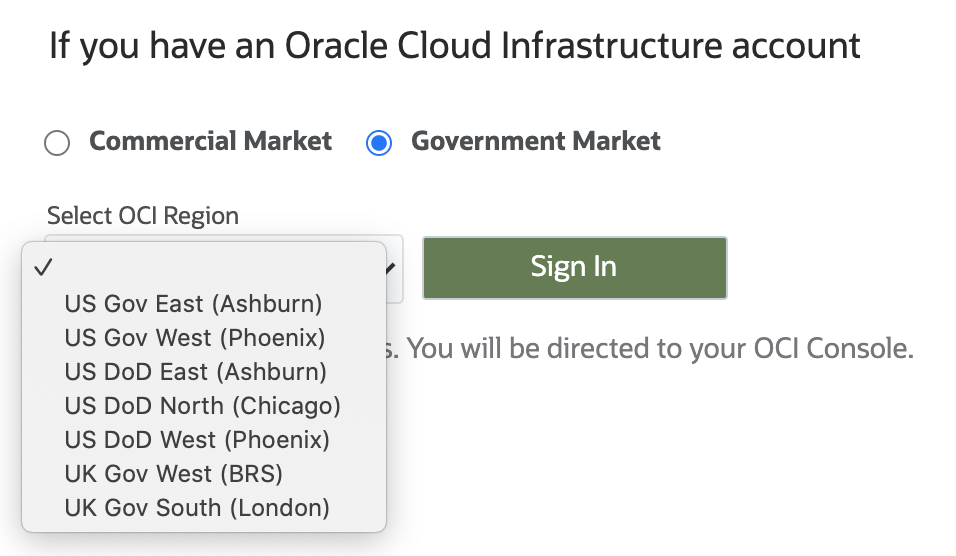 If you have an Oracle Cloud Infrastructure account
Commercial Market Government Market
Select OCI Region
Sign In
US Gov East (Ashburn)
US Gov West (Phoenix)
s. You will be directed to your OCI Console.
US DoD East (Ashburn)
US DoD North (Chicago)
US DoD West (Phoenix)
UK Gov West (BRS)
UK Gov South (London)